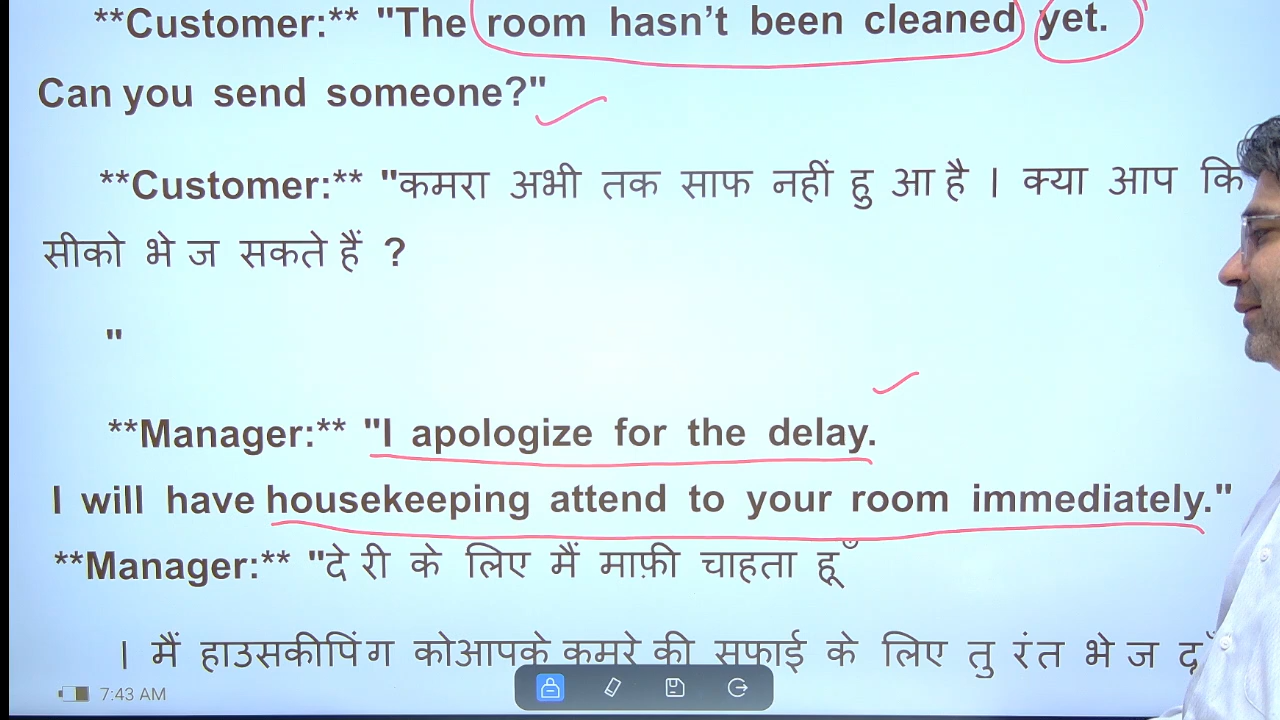 **Customer:** "The room hasn’t been cleaned yet.
Can you send someone?"
**Customer:** "कमरा अभी तक साफ नहीं हु आ है । क्या आप कि
सीको भे ज सकते हैं ?
"
**Manager:** "I apologize for the delay.
I will have housekeeping attend to your room immediately."
**Manager:** "दे री के लिए मैं माफ़ी चाहता हूँ
। मैं हाउसकीपिंग कोआपके कमरे की सफाई के लिए तु रंत भे ज
7:43 AM